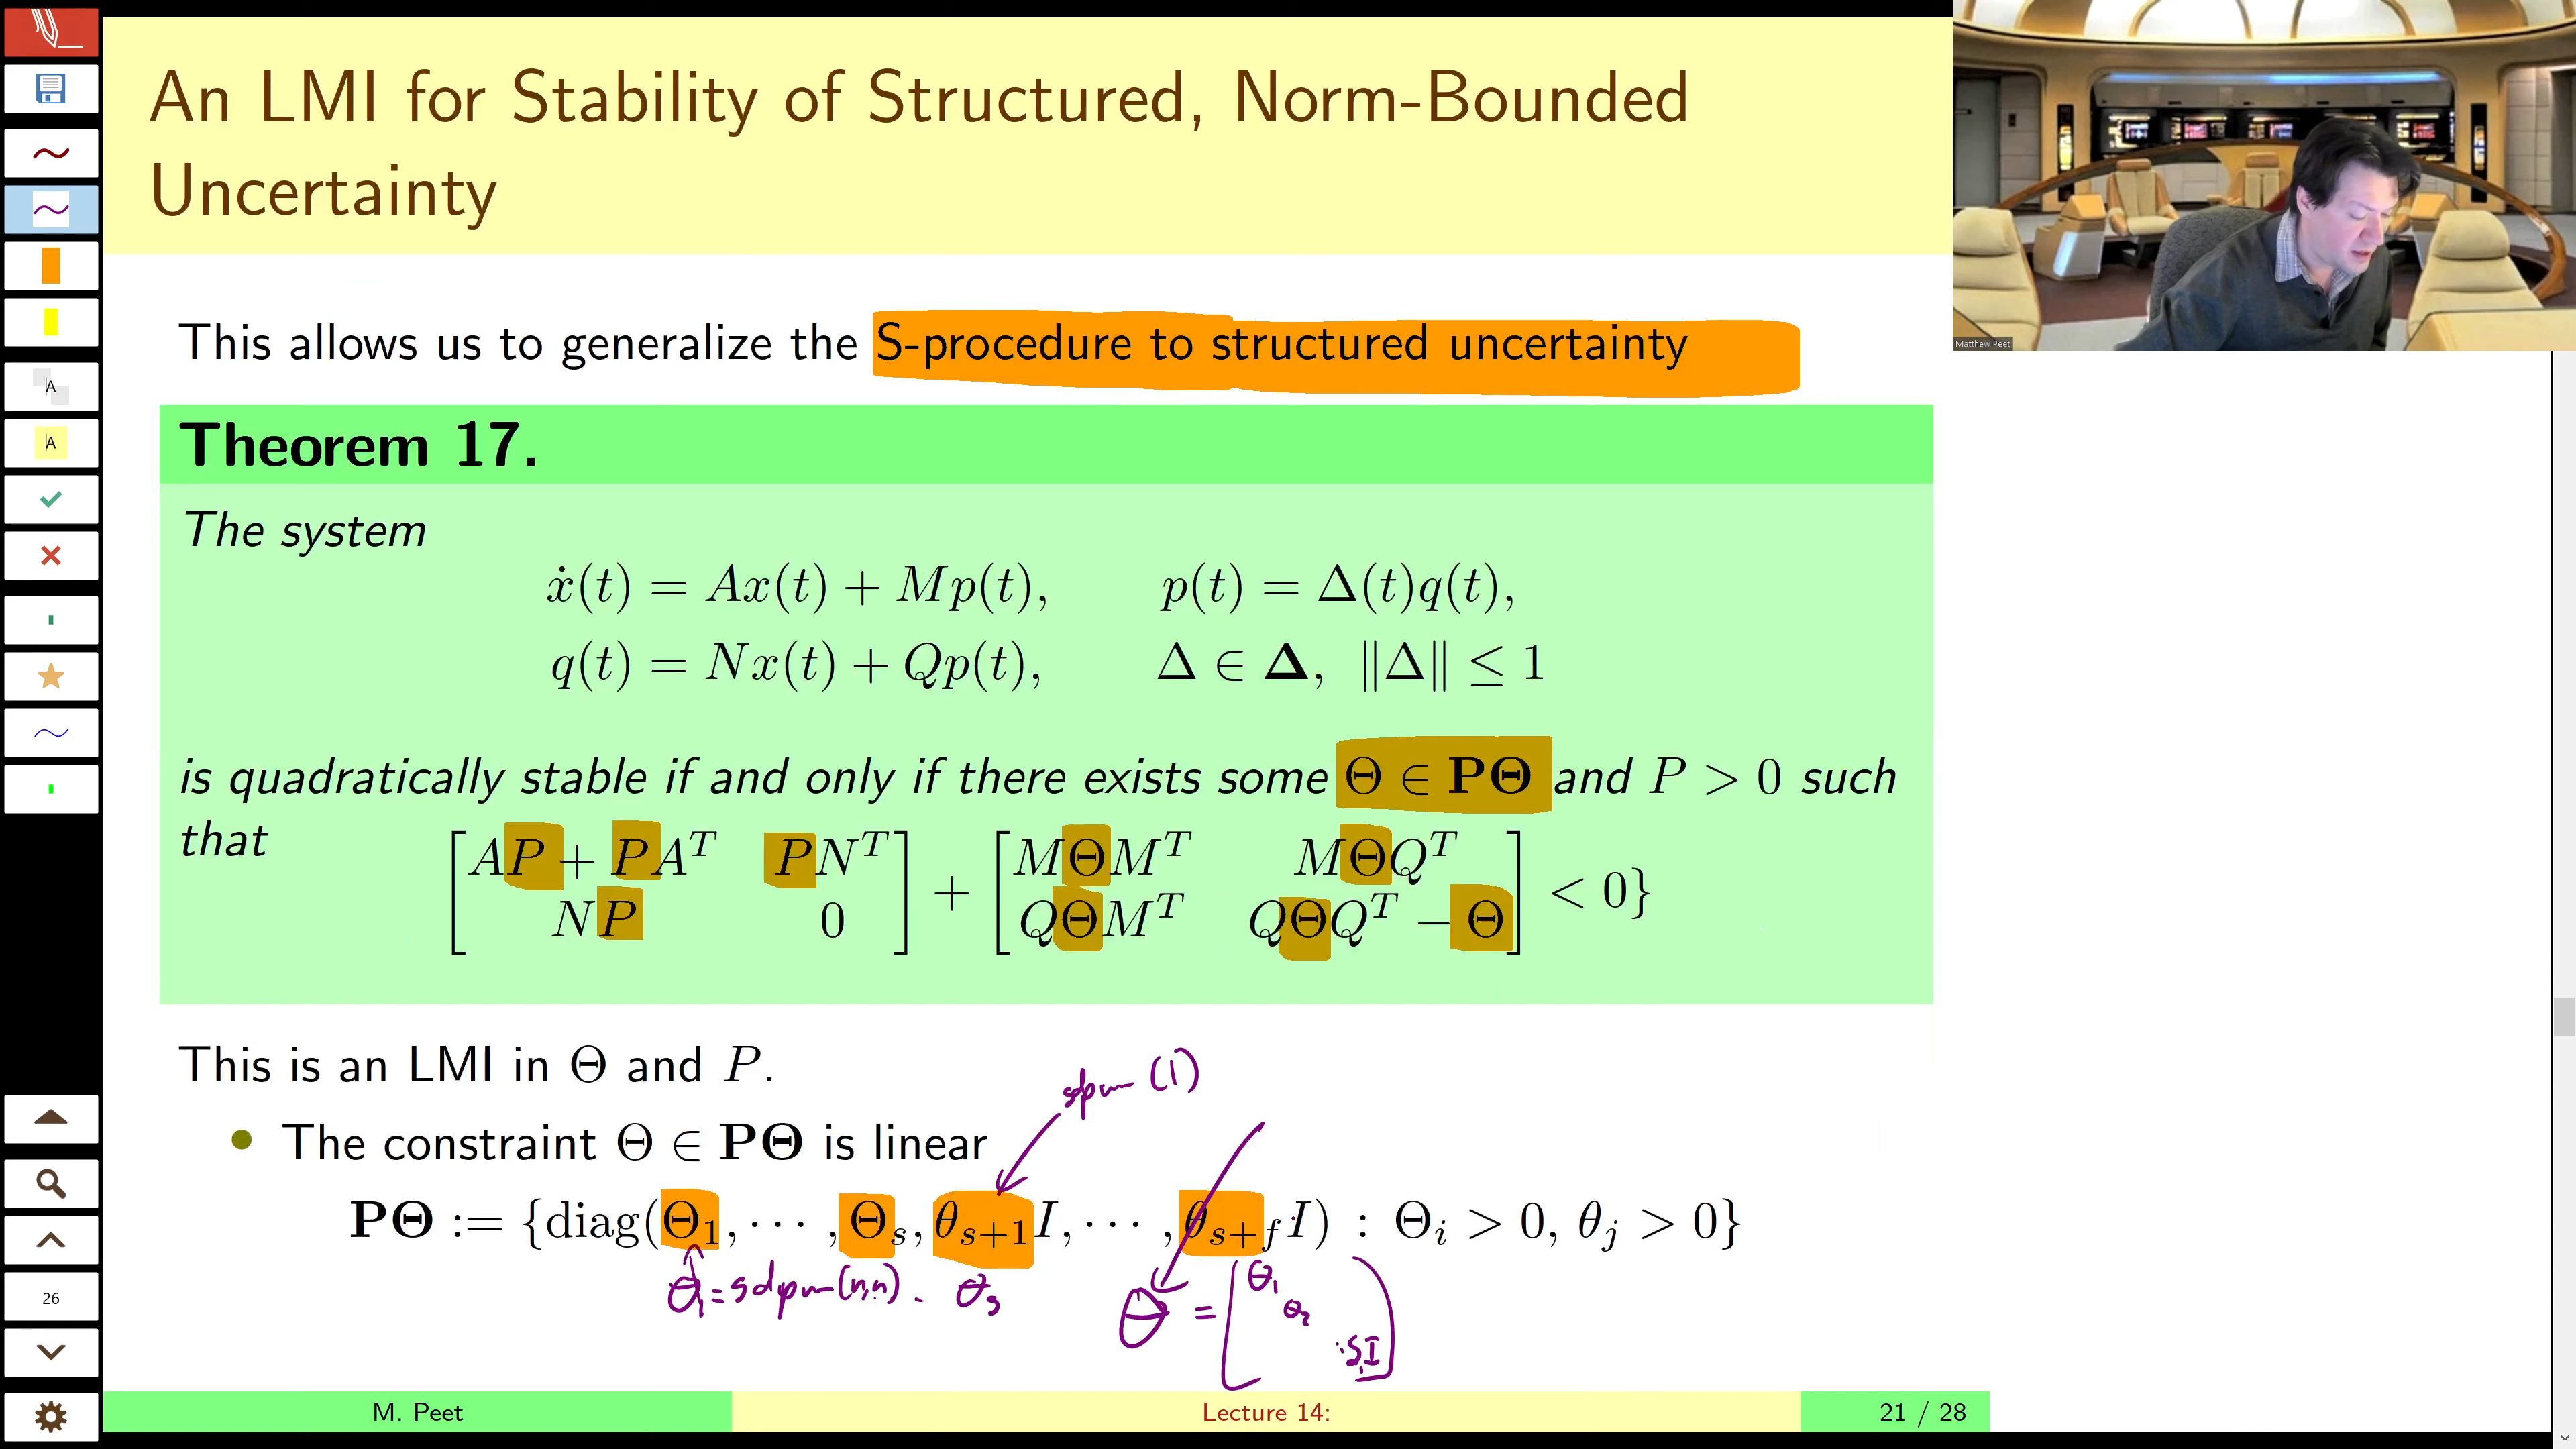 An LMI for Stability of Structured, Norm-Bounded
Uncertainty
Matthew Peet
This allows us to generalize the S-procedure to structured uncertainty
Theorem 17.
The system
ẋ(t) = Ax(t) + Mp(t), p(t) = Δ(t)q(t),
q(t) = Nx(t) + Qp(t), Δ ∈ 𝚫, ‖Δ‖ ≤ 1
is quadratically stable if and only if there exists some Θ ∈ PΘ and P > 0 such
that
[AP + PA^T PN^T] + [MΘM^T MΘQ^T] < 0}
[NP 0] [QΘM^T QΘQ^T − Θ]
This is an LMI in Θ and P.
(1)
• The constraint Θ ∈ PΘ is linear
PΘ := {diag(Θ_1, ⋯ , Θ_s, θ_{s+1}I, ⋯ , θ_{s+f}I) : Θ_i > 0, θ_j > 0}
Θ_1 = sdpm(n,n) Θ_s
Θ = [Θ_1
Θ_2
I]
A
A
26
M. Peet
Lecture 14:
21 / 28